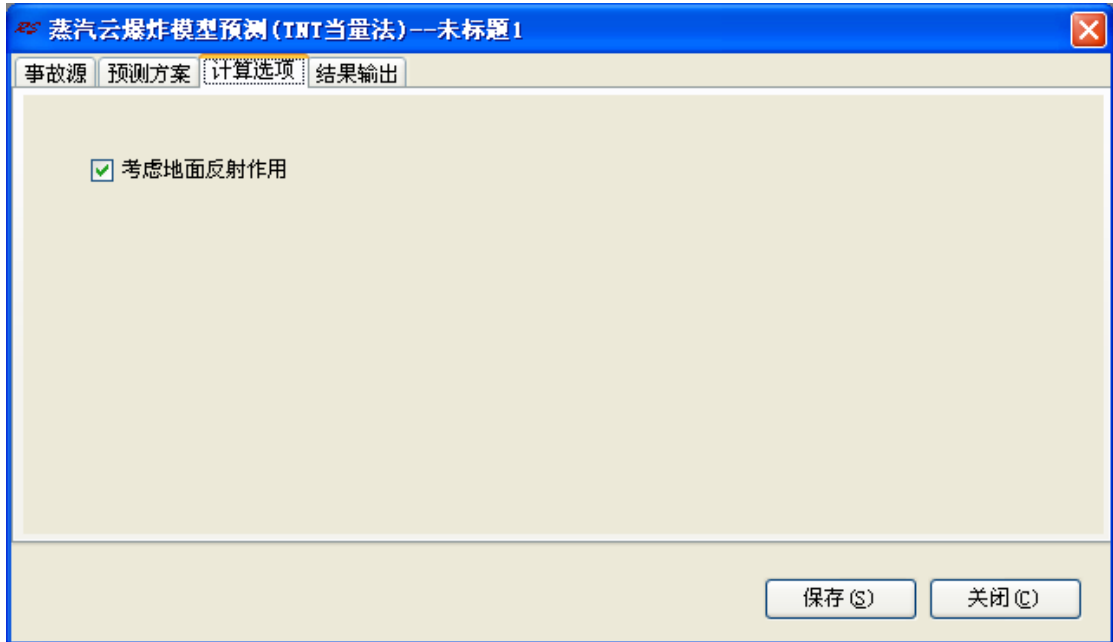 RS 蒸汽云爆炸模型预测(TNT当量法)--未标题1
事故源 预测方案 计算选项 结果输出
考虑地面反射作用
保存(S) 关闭(C)